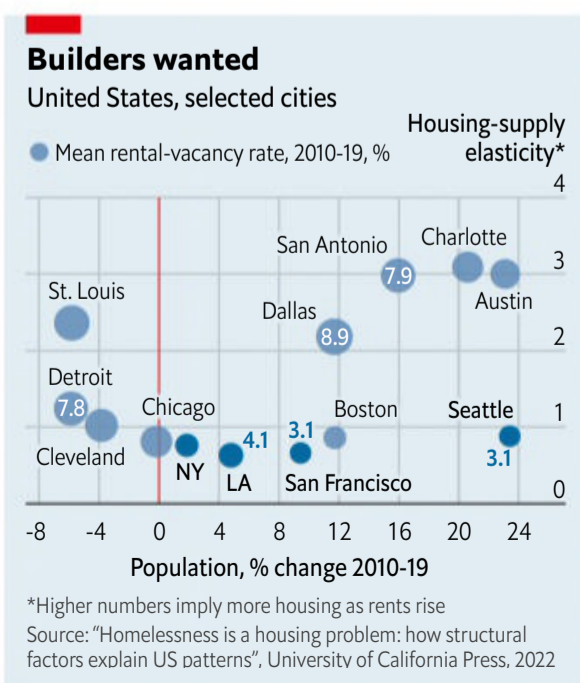 Builders wanted
United States, selected cities
Housing-supply
elasticity*
Mean rental-vacancy rate, 2010-19, %
4
San Antonio
Charlotte
3
7.9
St. Louis
Austin
Dallas
8.9
2
Detroit
7.8
Chicago
Boston
Seattle
1
4.1
3.1
Cleveland
NY
LA
San Francisco
3.1
0
-8 -4 0 4 8 12 16 20 24
Population, % change 2010-19
*Higher numbers imply more housing as rents rise
Source: “Homelessness is a housing problem: how structural
factors explain US patterns”, University of California Press, 2022